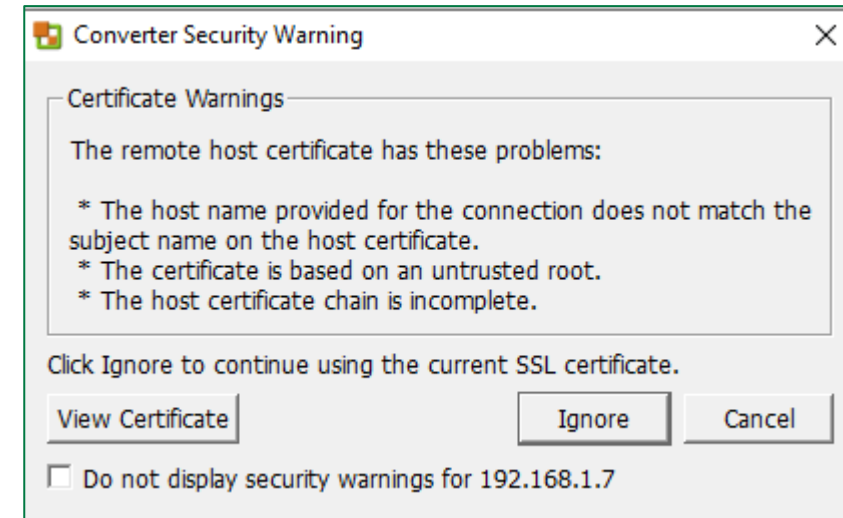 Converter Security Warning
Certificate Warnings
The remote host certificate has these problems:
* The host name provided for the connection does not match the
subject name on the host certificate.
* The certificate is based on an untrusted root.
* The host certificate chain is incomplete.
Click Ignore to continue using the current SSL certificate.
View Certificate Ignore Cancel
Do not display security warnings for 192.168.1.7